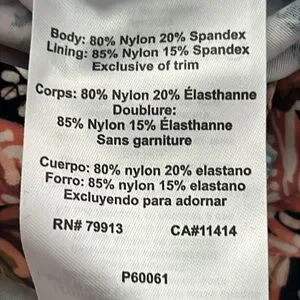 Body: 80% Nylon 20% Spandex
Lining: 85% Nylon 15% Spandex
Exclusive of trim
Corps: 80% Nylon 20% Élasthanne
Doublure:
85% Nylon 15% Élasthanne
Sans garniture
Cuerpo: 80% nylon 20% elastano
Forro: 85% nylon 15% elastano
Excluyendo para adornar
RN# 79913 CA#11414
P60061